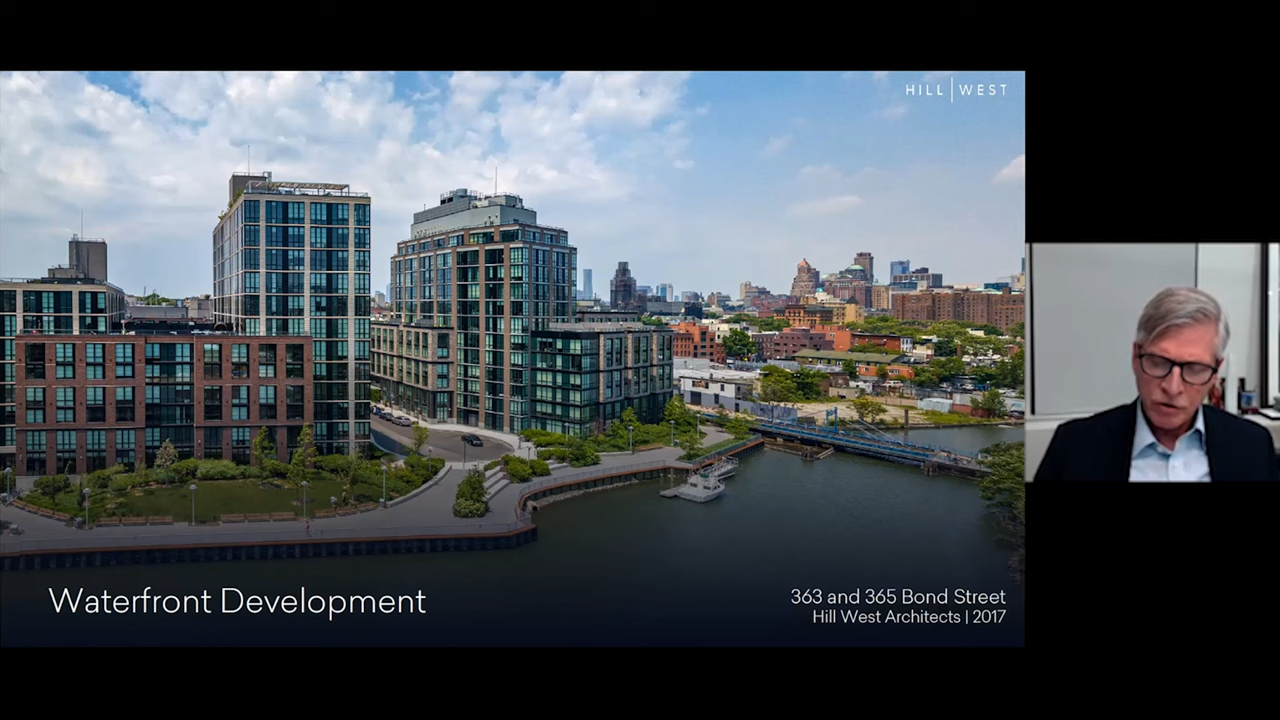 HILL | WEST
Waterfront Development
363 and 365 Bond Street
Hill West Architects | 2017